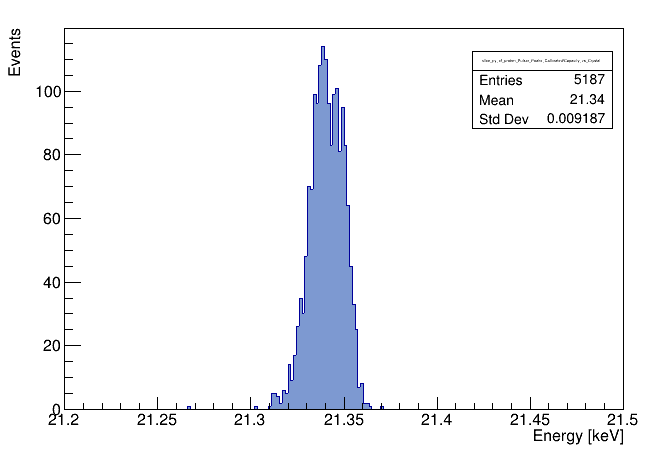 Events
Entries 5187
Mean 21.34
Std Dev 0.009187
100
80
60
40
20
0
21.2 21.25 21.3 21.35 21.4 21.45 21.5
Energy [keV]